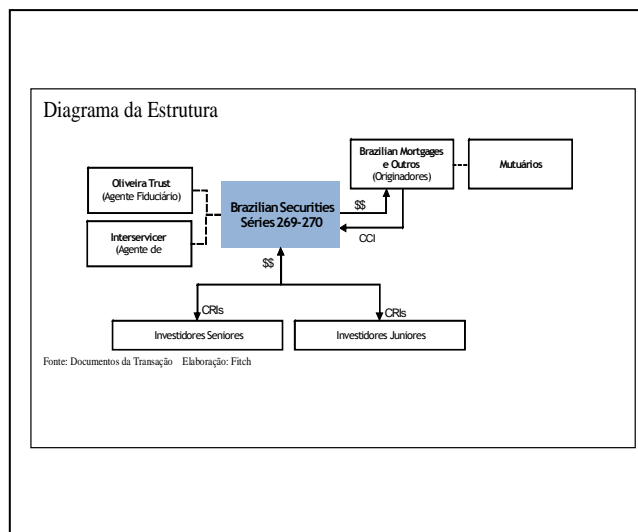 Diagrama da Estrutura
Brazilian Mortgages
e Outros
(Originadores)
Mutuários
Oliveira Trust
(Agente Fiduciário)
Brazilian Securities
Séries 269-270
$$
CCI
Interservicer
(Agente de
$$
CRIs
CRIs
Investidores Seniores
Investidores Juniores
Fonte: Documentos da Transação Elaboração: Fitch